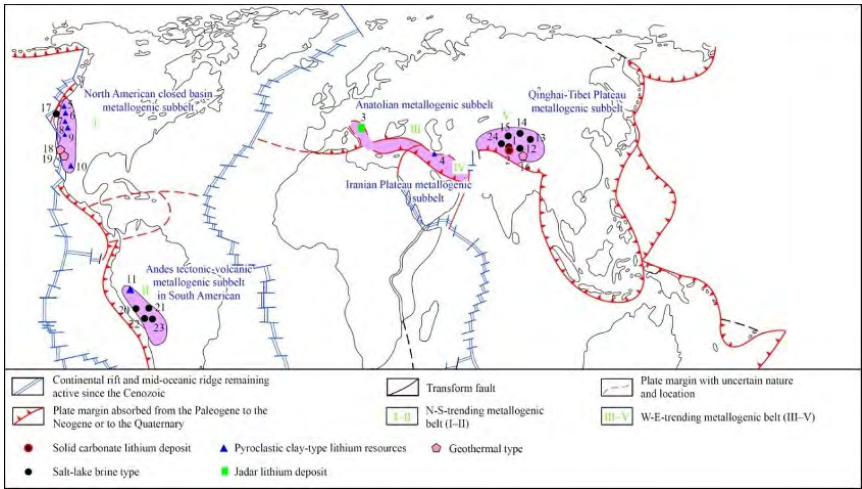 North American closed basin
metallogenic subbelt
I
17
6
8
9
18
19
10
Anatolian metallogenic subbelt
3
III
4
IV
Iranian Plateau metallogenic
subbelt
Qinghai-Tibet Plateau
metallogenic subbelt
V
14
15
13
24
12
16
Andes tectonic-volcanic
metallogenic subbelt
in South American
11
II
20
21
22
23
Continental rift and mid-oceanic ridge remaining
active since the Cenozoic
Transform fault
Plate margin with uncertain nature
and location
Plate margin absorbed from the Paleogene to the
Neogene or to the Quaternary
I–II
N-S-trending metallogenic
belt (I–II)
III–V
W-E-trending metallogenic belt (III–V)
Solid carbonate lithium deposit
Pyroclastic clay-type lithium resources
Geothermal type
Salt-lake brine type
Jadar lithium deposit